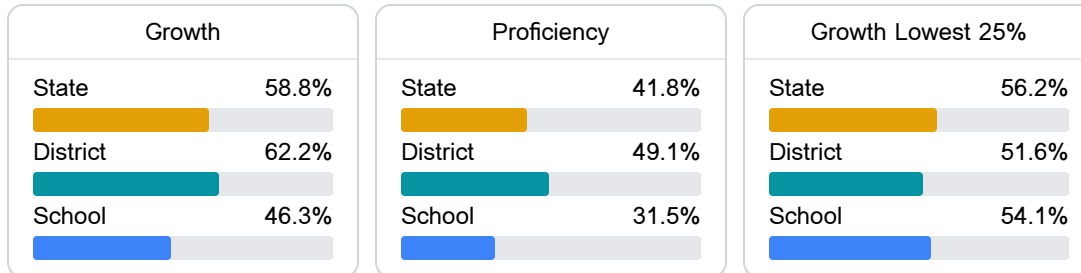 Growth
State 58.8%
District 62.2%
School 46.3%
Proficiency
State 41.8%
District 49.1%
School 31.5%
Growth Lowest 25%
State 56.2%
District 51.6%
School 54.1%